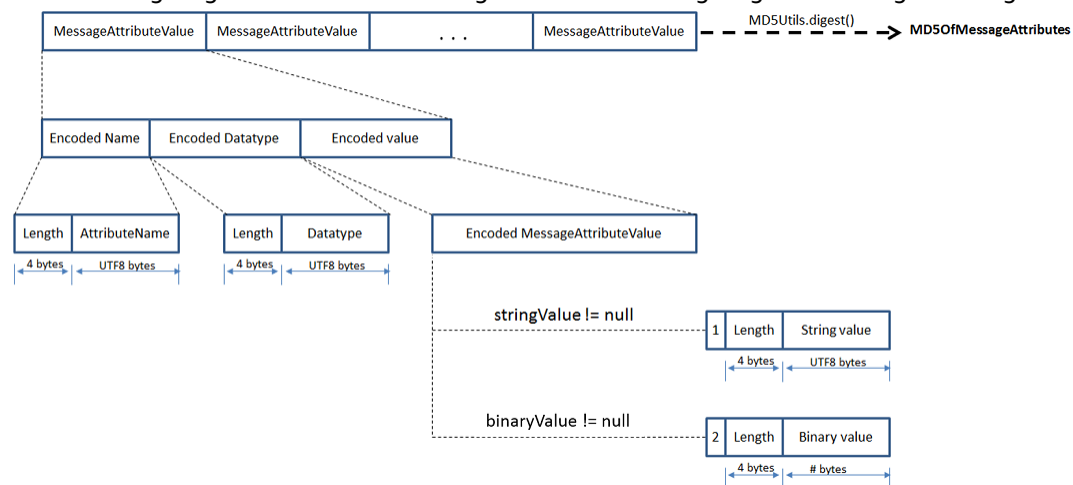 MessageAttributeValue MessageAttributeValue . . . MessageAttributeValue MD5Utils.digest() MD5OfMessageAttributes
Encoded Name Encoded Datatype Encoded value
Length AttributeName Length Datatype Encoded MessageAttributeValue
4 bytes UTF8 bytes 4 bytes UTF8 bytes
stringValue != null 1 Length String value
4 bytes UTF8 bytes
binaryValue != null 2 Length Binary value
4 bytes # bytes